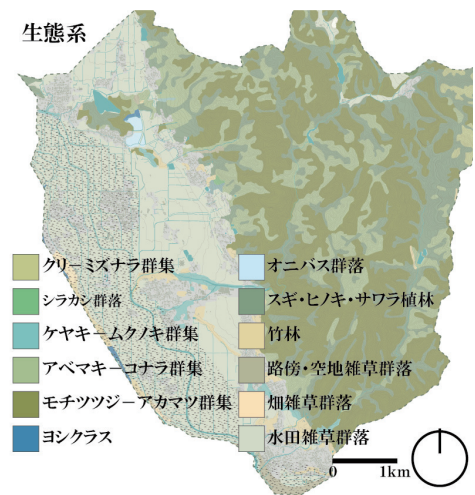 生態系
クリーミズナラ群集
シラカシ群落
ケヤキームクノキ群集
アベマキーコナラ群集
モチツツジーアカマツ群集
ヨシクラス
オニバス群落
スギ・ヒノキ・サワラ植林
竹林
路傍・空地雑草群落
畑雑草群落
水田雑草群落
0 1km